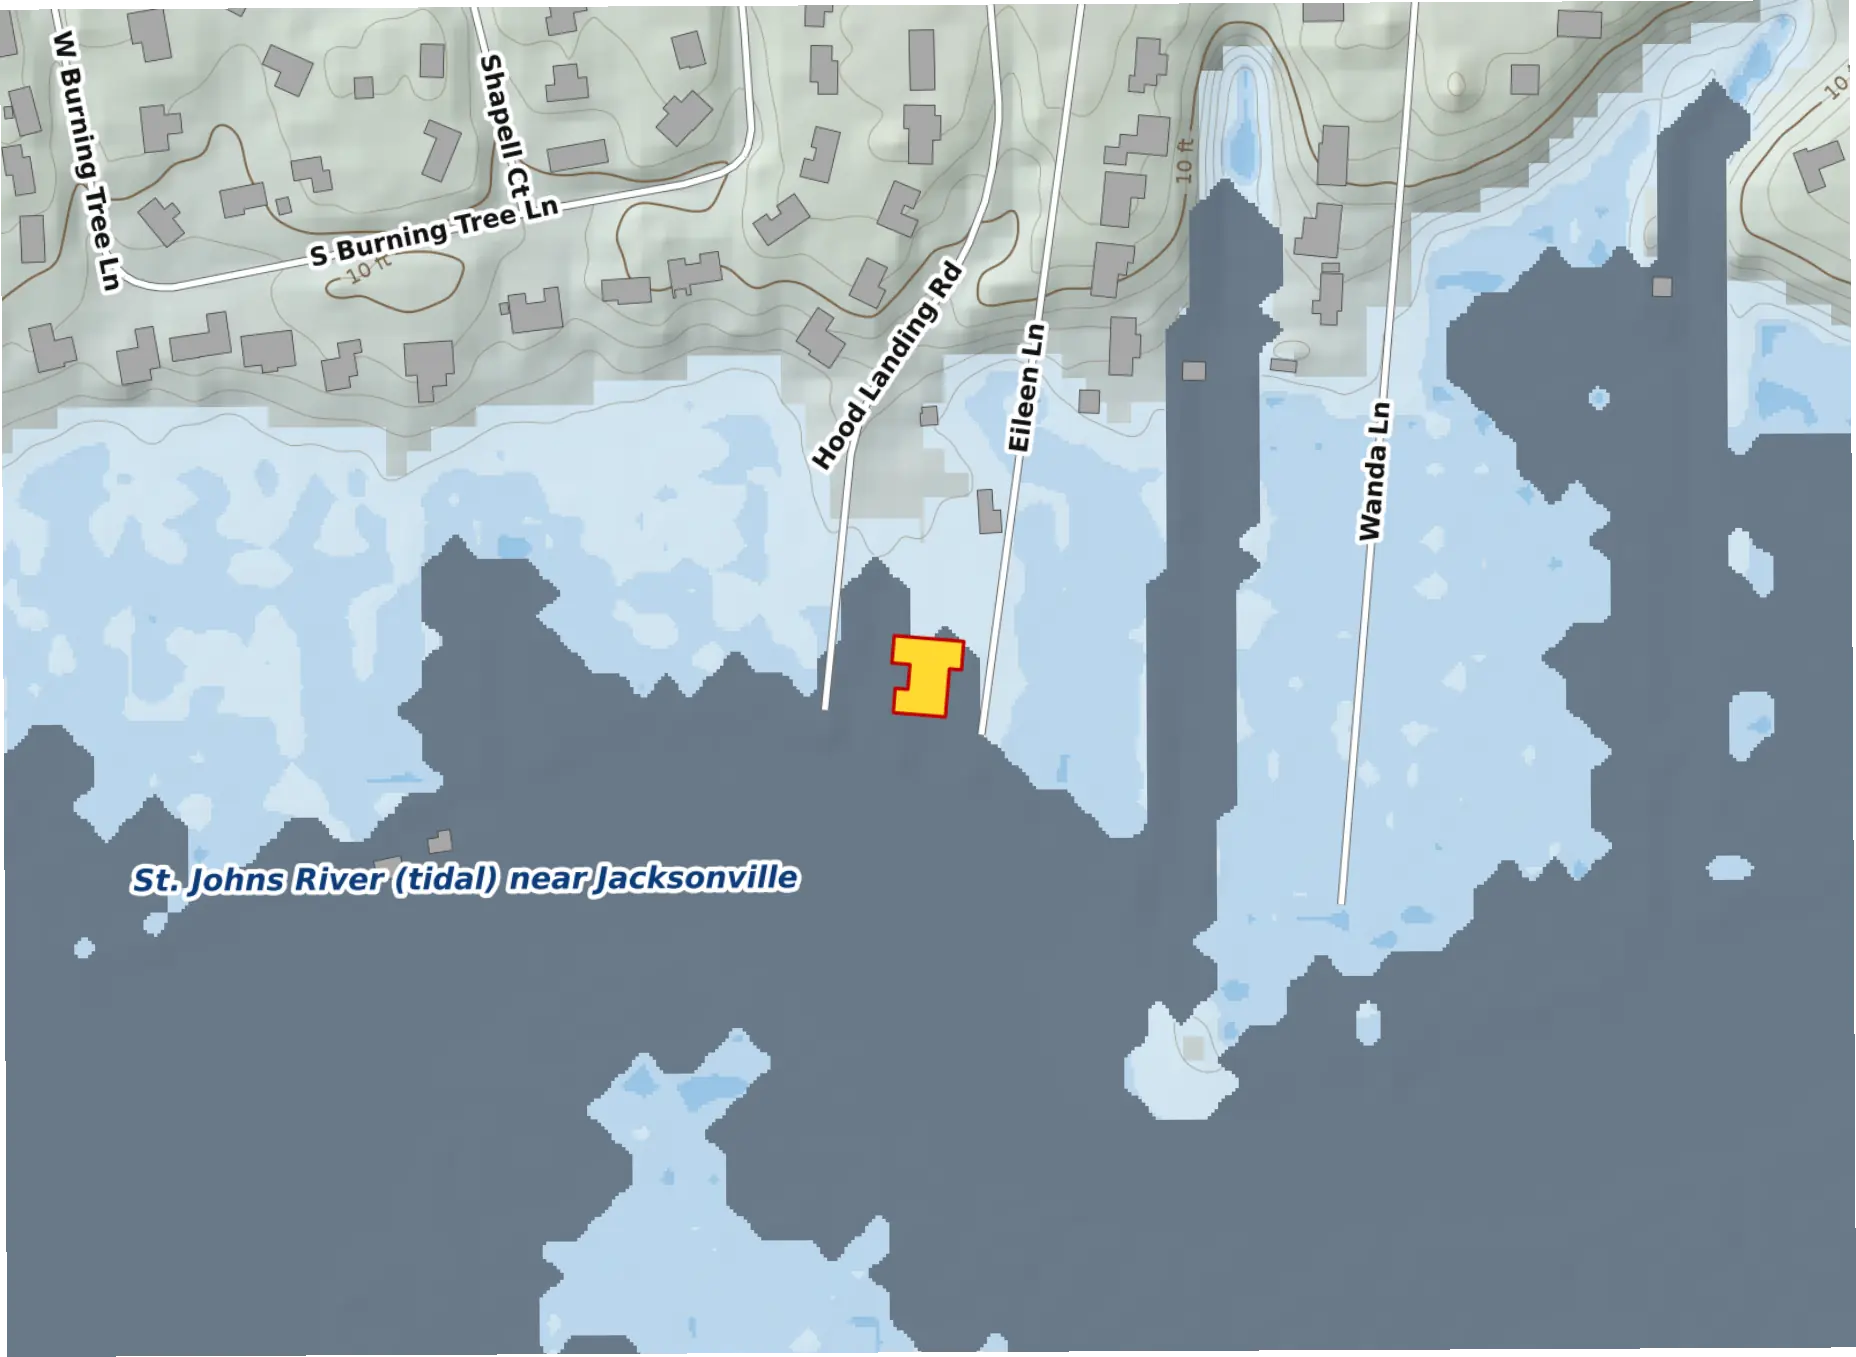 W Burning Tree Ln
Shapell Ct
S Burning Tree Ln
10 ft
Hood Landing Rd
Eileen Ln
10 ft
Wanda Ln
10
St. Johns River (tidal) near Jacksonville